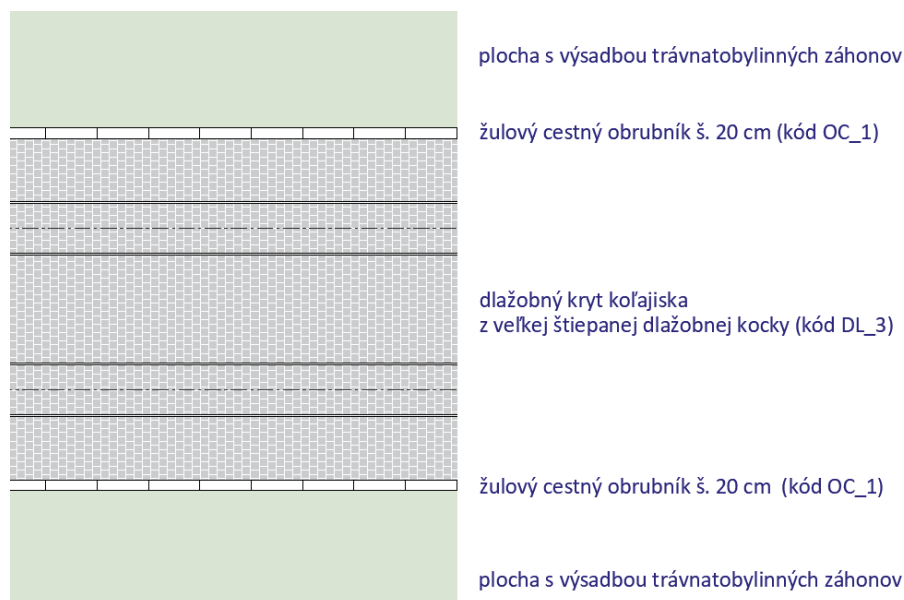 plocha s výsadbou trávnatobylinných záhonov
žulový cestný obrubník š. 20 cm (kód OC_1)
dlažobný kryt koľajiska
z veľkej štiepanej dlažobnej kocky (kód DL_3)
žulový cestný obrubník š. 20 cm (kód OC_1)
plocha s výsadbou trávnatobylinných záhonov